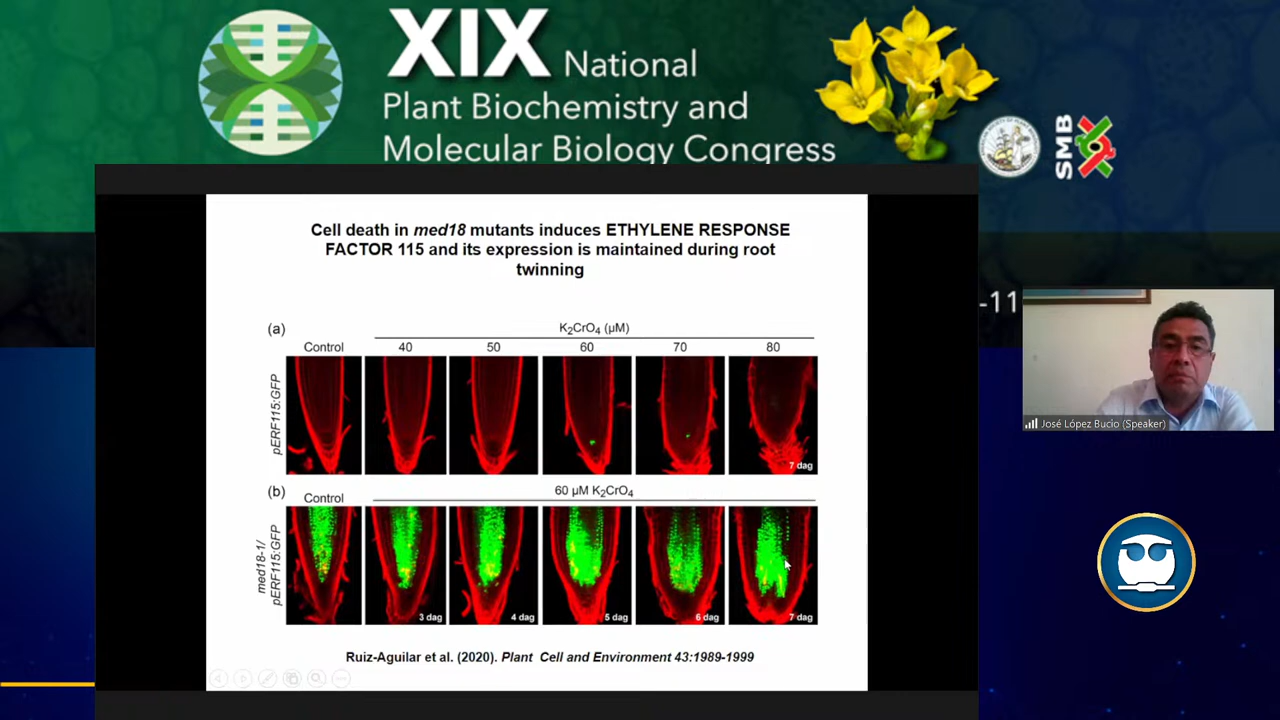 XIX National
Plant Biochemistry and
Molecular Biology Congress
SMB
Cell death in med18 mutants induces ETHYLENE RESPONSE
FACTOR 115 and its expression is maintained during root
twinning
(a)
K₂CrO₄ (µM)
Control
40
50
60
70
80
pERF115:GFP
7 dag
(b)
Control
60 µM K₂CrO₄
med18-1/
pERF115:GFP
3 dag
4 dag
5 dag
6 dag
7 dag
Ruiz-Aguilar et al. (2020). Plant Cell and Environment 43:1989-1999
-11
José López Bucio (Speaker)